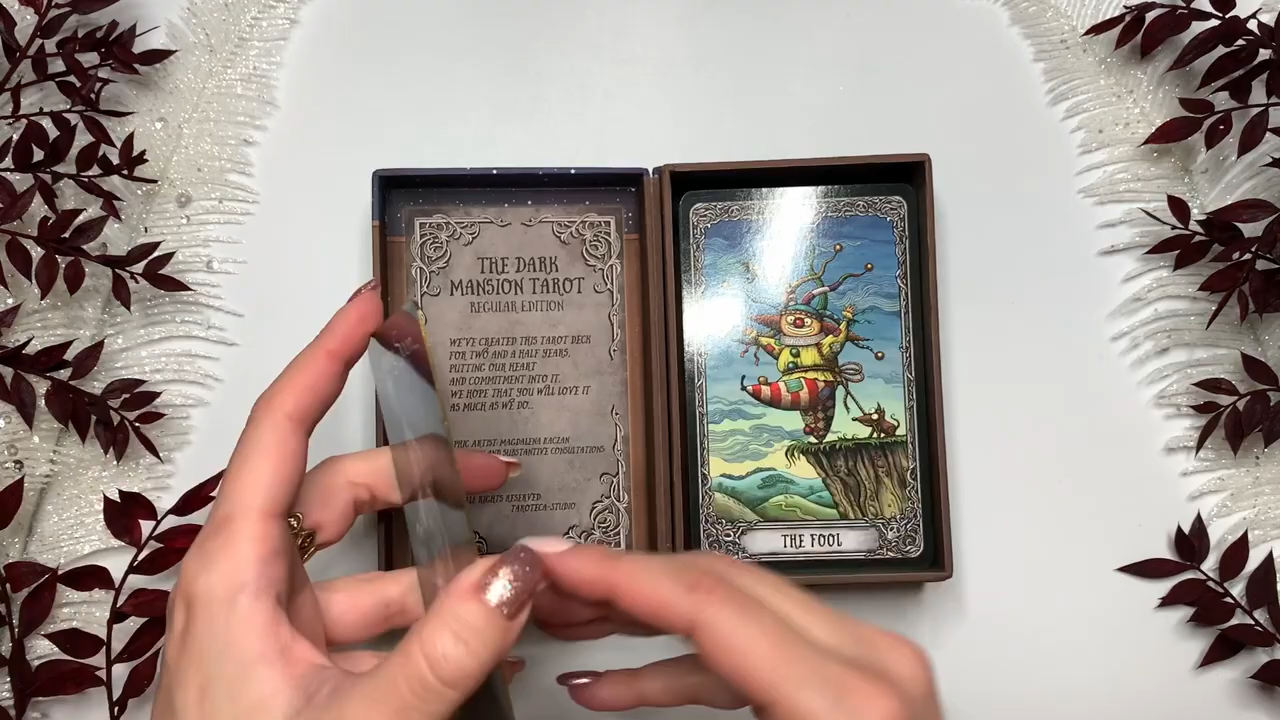 THE DARK
MANSION TAROT
REGULAR EDITION
WE'VE CREATED THIS TAROT DECK
FOR TWO AND A HALF YEARS,
PUTTING OUR HEART
AND COMMITMENT INTO IT.
WE HOPE THAT YOU WILL LOVE IT
AS MUCH AS WE DO...
PHIC ARTIST: MAGDALENA KACZAN
AND SUBSTANTIVE CONSULTATIONS
ALL RIGHTS RESERVED
TAROTECA-STUDIO
THE FOOL